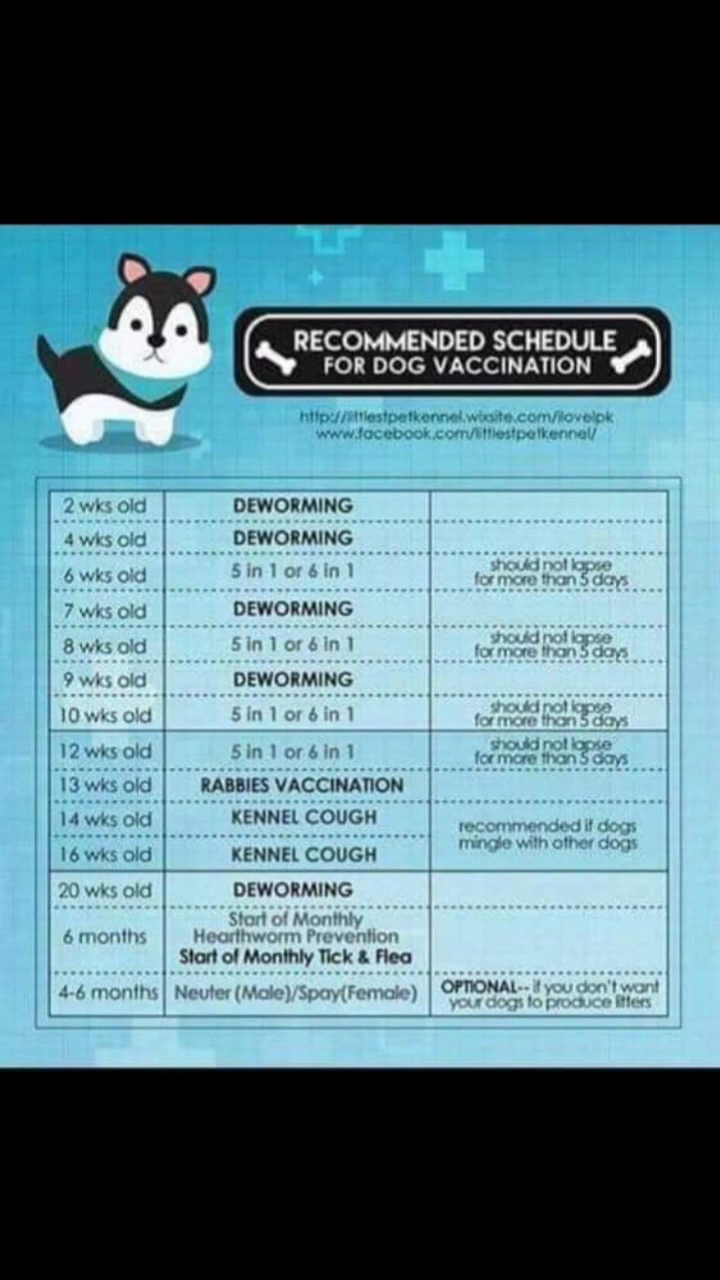 RECOMMENDED SCHEDULE
FOR DOG VACCINATION
http://littlestpetkennel.wixsite.com/ilovelpk
www.facebook.com/littlestpetkennel/
2 wks old DEWORMING
4 wks old DEWORMING
6 wks old 5 in 1 or 6 in 1 should not lapse
for more than 5 days
7 wks old DEWORMING
8 wks old 5 in 1 or 6 in 1 should not lapse
for more than 5 days
9 wks old DEWORMING
10 wks old 5 in 1 or 6 in 1 should not lapse
for more than 5 days
12 wks old 5 in 1 or 6 in 1 should not lapse
for more than 5 days
13 wks old RABBIES VACCINATION
14 wks old KENNEL COUGH
recommended if dogs
mingle with other dogs
16 wks old KENNEL COUGH
20 wks old DEWORMING
6 months Start of Monthly
Hearthworm Prevention
Start of Monthly Tick & Flea
4-6 months Neuter (Male)/Spay(Female) OPTIONAL-- if you don't want
your dogs to produce litters